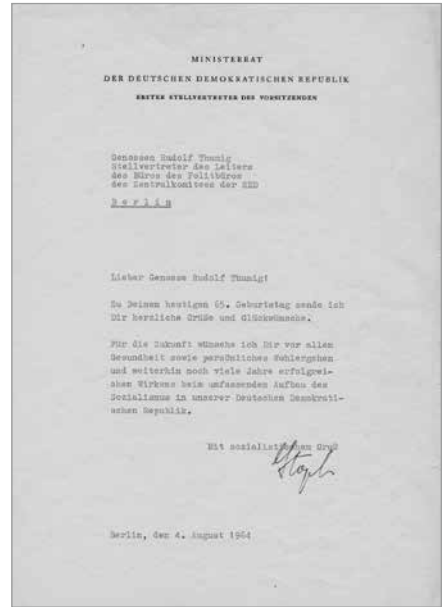 MINISTERRAT
DER DEUTSCHEN DEMOKRATISCHEN REPUBLIK
ERSTER STELLVERTRETER DES VORSITZENDEN
Genossen Rudolf Thunig
Stellvertreter des Leiters
des Büros des Politbüros
des Zentralkomitees der SED
Berlin
Lieber Genosse Rudolf Thunig!
Zu Deinem heutigen 65. Geburtstag sende ich
Dir herzliche Grüße und Glückwünsche.
Für die Zukunft wünsche ich Dir vor allem
Gesundheit sowie persönliches Wohlergehen
und weiterhin noch viele Jahre erfolgrei-
chen Wirkens beim umfassenden Aufbau des
Sozialismus in unserer Deutschen Demokrati-
schen Republik.
Mit sozialistischen Gruß
Stoph
Berlin, den 4. August 1964